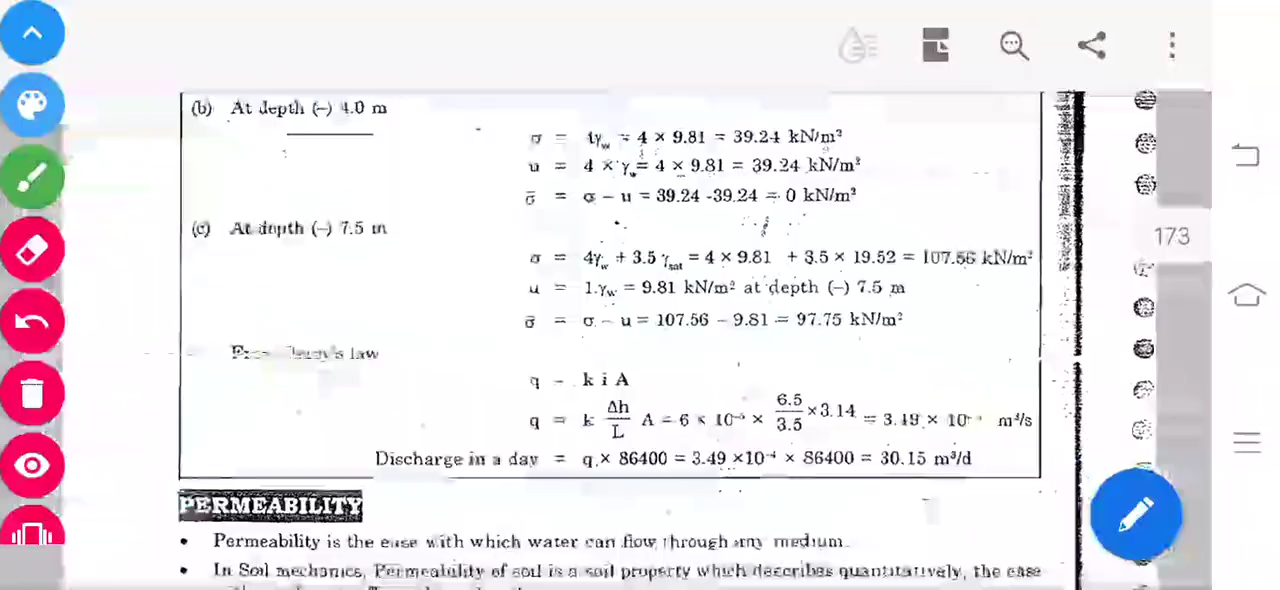 (b) At depth (–) 4.0 m
σ = 4γw = 4 × 9.81 = 39.24 kN/m²
u = 4 × γw = 4 × 9.81 = 39.24 kN/m²
σ̄ = σ – u = 39.24 -39.24 = 0 kN/m²
(c) At depth (–) 7.5 m
σ = 4γw + 3.5 γsat = 4 × 9.81 + 3.5 × 19.52 = 107.56 kN/m²
173
u = 1.γw = 9.81 kN/m² at depth (–) 7.5 m
σ̄ = σ – u = 107.56 – 9.81 = 97.75 kN/m²
From Darcy's law
q = k i A
q = k Δh/L A = 6 × × 6.5/3.5 ×3.14 = m³/s
Discharge in a day = q × 86400 = 3.49 ×10⁻⁴ × 86400 = 30.15 m³/d
PERMEABILITY
• Permeability is the ease with which water can flow through any medium.
• In Soil mechanics, Permeability of soil is a soil property which describes quantitatively, the ease